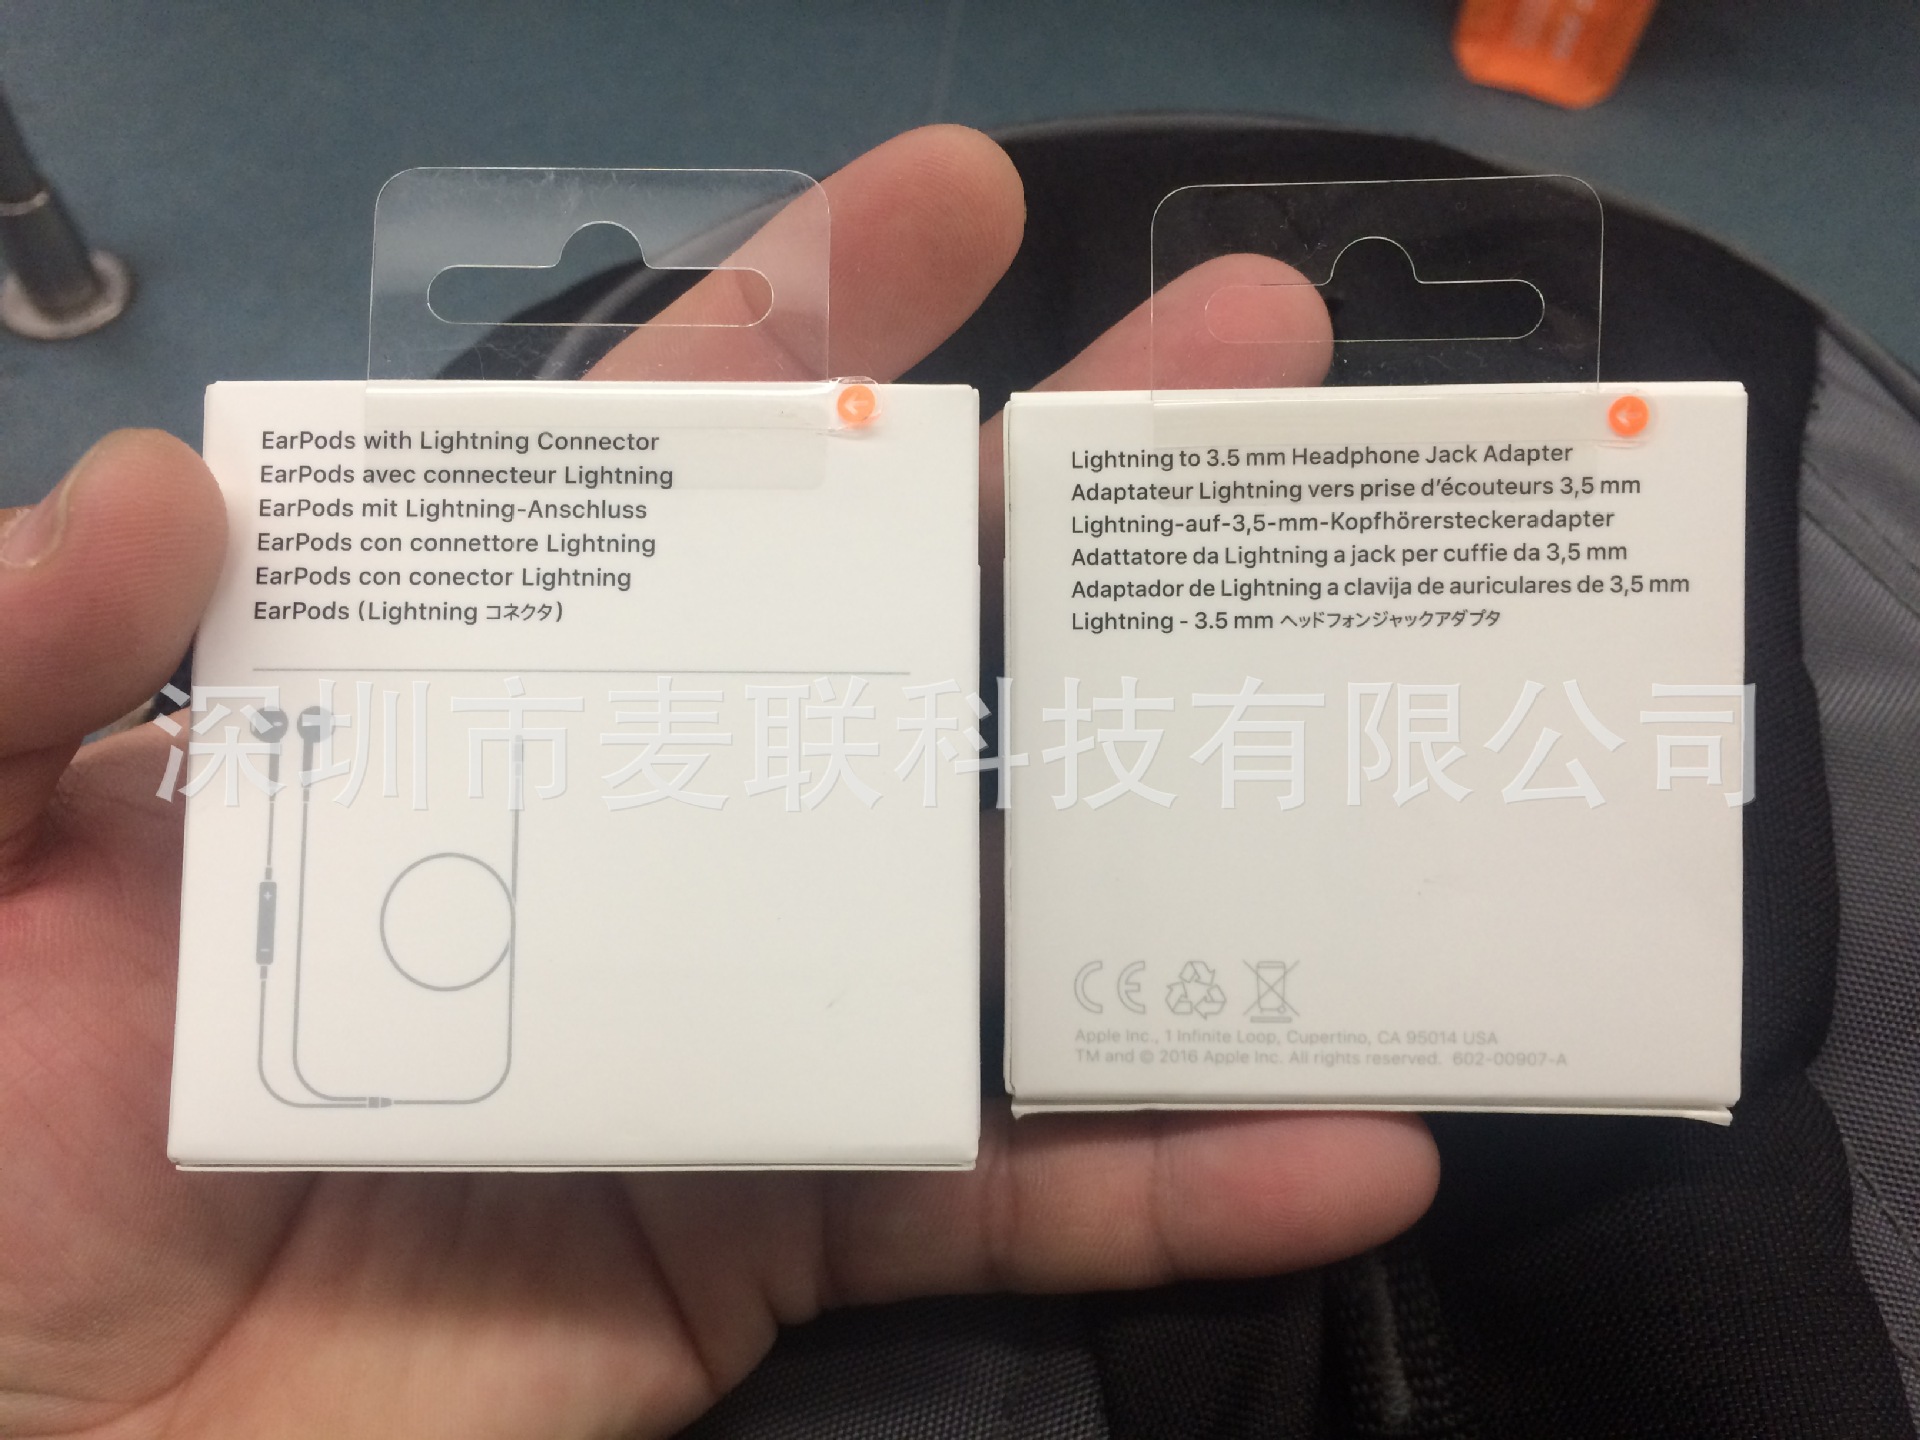 EarPods with Lightning Connector
EarPods avec connecteur Lightning
EarPods mit Lightning-Anschluss
EarPods con connettore Lightning
EarPods con conector Lightning
EarPods (Lightning コネクタ)
Lightning to 3.5 mm Headphone Jack Adapter
Adaptateur Lightning vers prise d'écouteurs 3,5 mm
Lightning-auf-3,5-mm-Kopfhörersteckeradapter
Adattatore da Lightning a jack per cuffie da 3,5 mm
Adaptador de Lightning a clavija de auriculares de 3,5 mm
Lightning - 3.5 mm ヘッドフォンジャックアダプタ
深圳市麦联科技有限公司
CE
Apple Inc., 1 Infinite Loop, Cupertino, CA 95014 USA
TM and © 2016 Apple Inc. All rights reserved. 602-00907-A